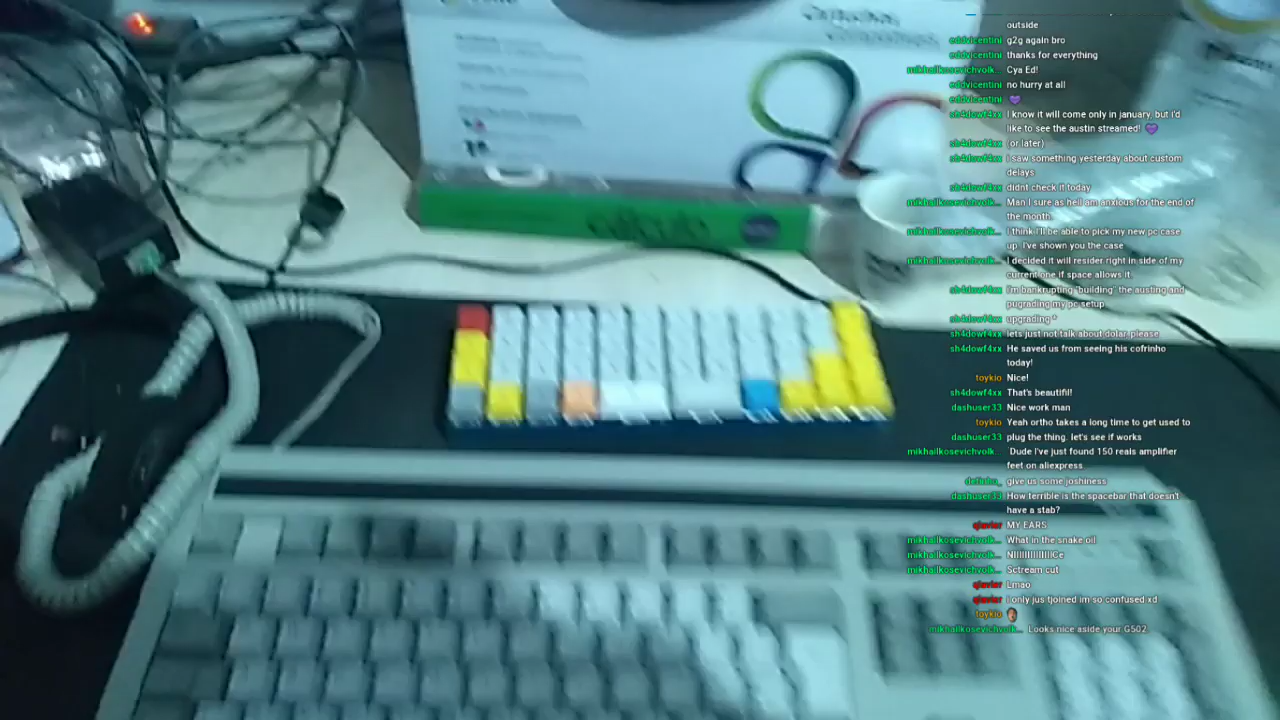 outside
eddvicentini g2g again bro
eddvicentini thanks for everything
mikhailkosevichvolk... Cya Ed!
eddvicentini no hurry at all
eddvicentini 💜
sh4dowf4xx I know it will come only in january, but i'd
like to see the austin streamed! 💜
sh4dowf4xx (or later)
sh4dowf4xx I saw something yesterday about custom
delays
sh4dowf4xx didnt check it today
mikhailkosevichvolk... Man I sure as hell am anxious for the end of
the month.
mikhailkosevichvolk... I think I'll be able to pick my new pc case
up. I've shown you the case
mikhailkosevichvolk... I decided it will resider right in side of my
current one if space allows it.
sh4dowf4xx I'm bankrupting "building" the austing and
pugrading my pc setup
sh4dowf4xx upgrading *
sh4dowf4xx lets just not talk about dolar, please
sh4dowf4xx He saved us from seeing his cofrinho
today!
toykio Nice!
sh4dowf4xx That's beautifil!
dashuser33 Nice work man
toykio Yeah ortho takes a long time to get used to
dashuser33 plug the thing. let's see if works
mikhailkosevichvolk... ´Dude I've just found 150 reais amplifier
feet on aliexpress
give us some joshiness
dashuser33 How terrible is the spacebar that doesn't
have a stab?
qlavier MY EARS
mikhailkosevichvolk... What in the snake oil
mikhailkosevichvolk...
mikhailkosevichvolk... Sctream cut
qlavier Lmao
qlavier i only jus tjoined im so confused xd
toykio
mikhailkosevichvolk... Looks nice aside your G502